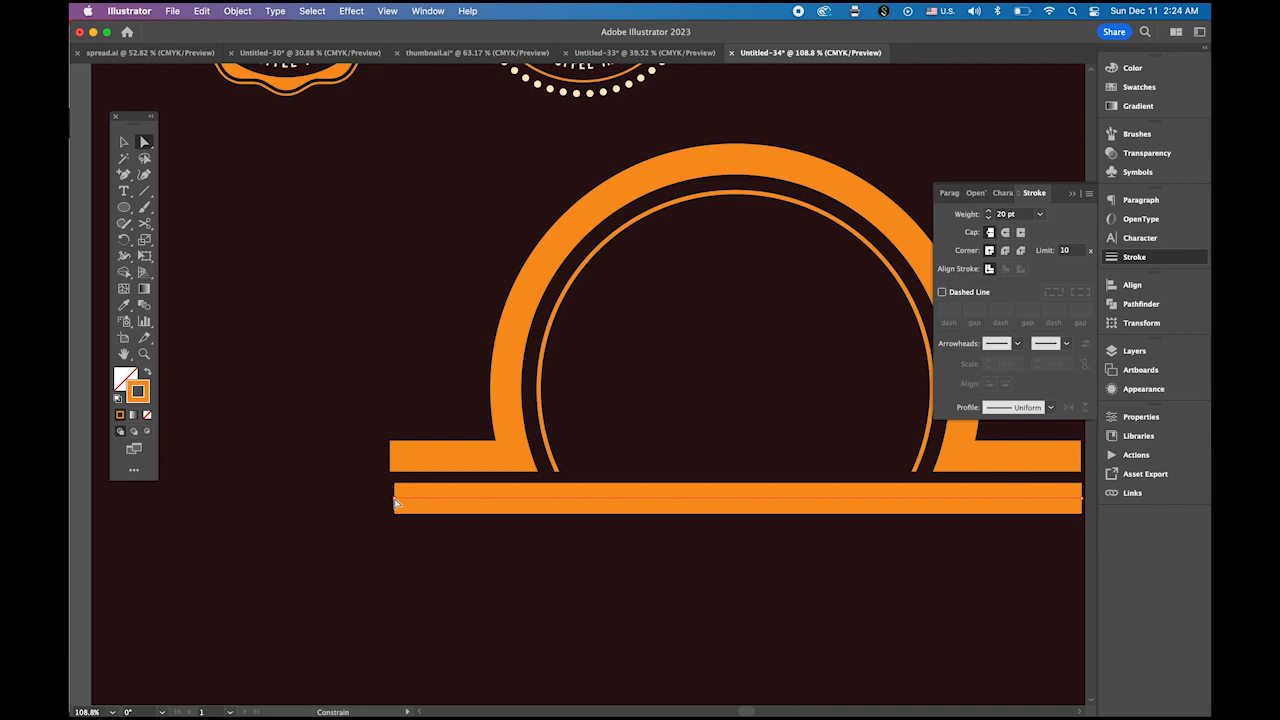 Illustrator File Edit Object Type Select Effect View Window Help U.S. Sun Dec 11 2:24 AM
Adobe Illustrator 2023 Share
× spread.ai @ 52.82 % (CMYK/Preview) × Untitled-30* @ 30.88 % (CMYK/Preview) × thumbnail.ai* @ 63.17 % (CMYK/Preview) × Untitled-33* @ 39.52 % (CMYK/Preview) × Untitled-34* @ 108.8 % (CMYK/Preview)
Color
Swatches
Gradient
Brushes
Transparency
Symbols
Parag Open Chara Stroke
Paragraph
Weight: 20 pt
OpenType
Cap:
Character
Corner: Limit: 10 x
Stroke
Align Stroke:
Align
Dashed Line
Pathfinder
dash gap dash gap dash gap
Transform
Arrowheads:
Layers
Scale:
Artboards
Align:
Appearance
Profile: Uniform
Properties
Libraries
Actions
Asset Export
Links
108.8% 0° 1 Constrain